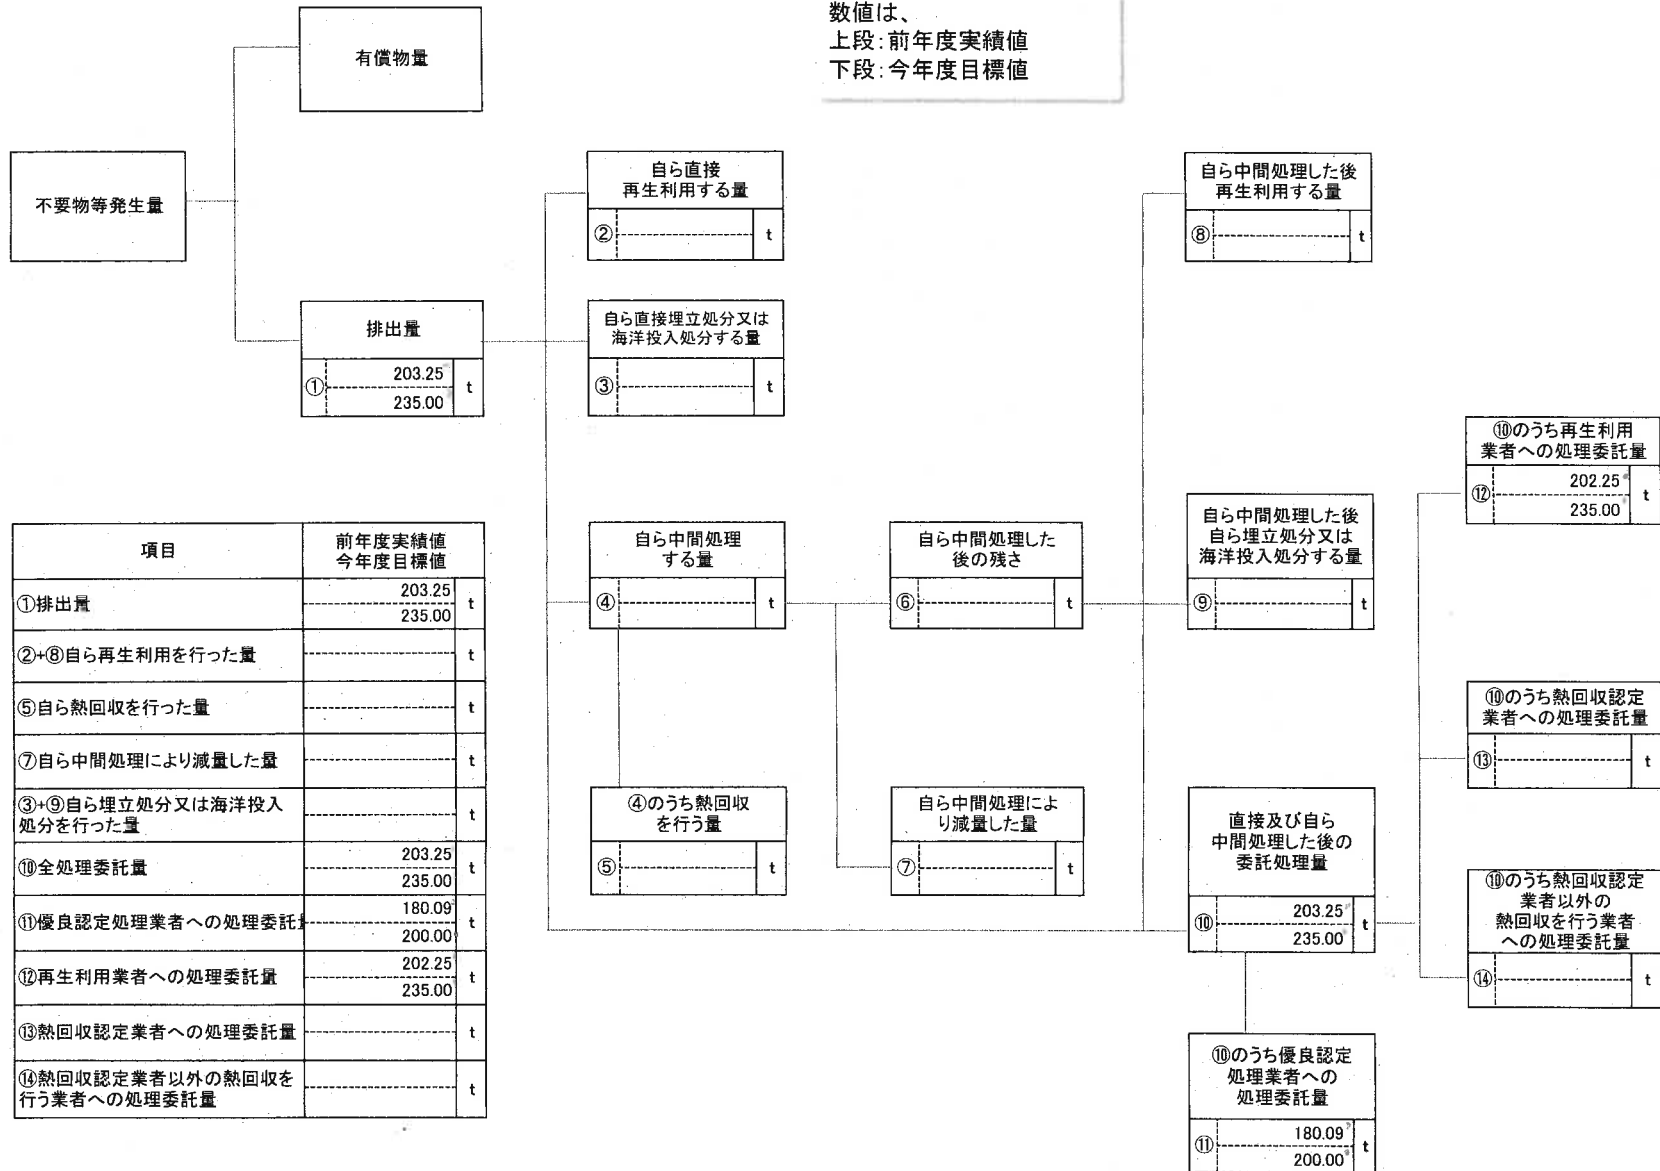 数値は、
上段:前年度実績値
下段:今年度目標値
有償物量
不要物等発生量
排出量
① 203.25 t
235.00
自ら直接
再生利用する量
② t
自ら直接埋立処分又は
海洋投入処分する量
③ t
自ら中間処理
する量
④ t
④のうち熱回収
を行う量
⑤ t
自ら中間処理した
後の残さ
⑥ t
自ら中間処理によ
り減量した量
⑦ t
自ら中間処理した後
再生利用する量
⑧ t
自ら中間処理した後
自ら埋立処分又は
海洋投入処分する量
⑨ t
直接及び自ら
中間処理した後の
委託処理量
⑩ 203.25 t
235.00
⑩のうち優良認定
処理業者への
処理委託量
⑪ 180.09 t
200.00
⑩のうち再生利用
業者への処理委託量
⑫ 202.25 t
235.00
⑩のうち熱回収認定
業者への処理委託量
⑬ t
⑩のうち熱回収認定
業者以外の
熱回収を行う業者
への処理委託量
⑭ t
項目 前年度実績値
今年度目標値
①排出量 203.25 t
235.00
②+⑧自ら再生利用を行った量 t
⑤自ら熱回収を行った量 t
⑦自ら中間処理により減量した量 t
③+⑨自ら埋立処分又は海洋投入
処分を行った量 t
⑩全処理委託量 203.25 t
235.00
⑪優良認定処理業者への処理委託 180.09 t
200.00
⑫再生利用業者への処理委託量 202.25 t
235.00
⑬熱回収認定業者への処理委託量 t
⑭熱回収認定業者以外の熱回収を
行う業者への処理委託量 t